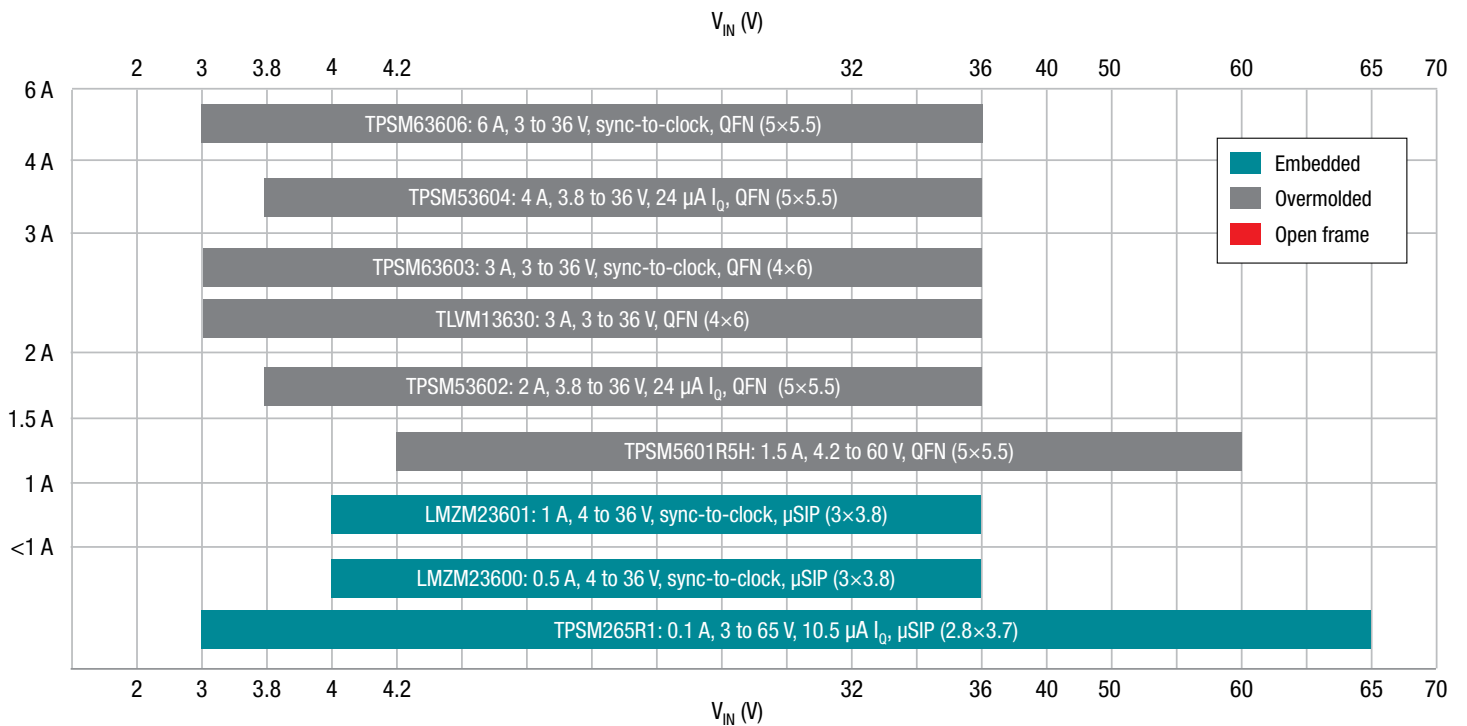 V_IN (V)
2 3 3.8 4 4.2 32 36 40 50 60 65 70
6 A
TPSM63606: 6 A, 3 to 36 V, sync-to-clock, QFN (5×5.5)
Embedded
Overmolded
Open frame
4 A
TPSM53604: 4 A, 3.8 to 36 V, 24 µA I_Q, QFN (5×5.5)
3 A
TPSM63603: 3 A, 3 to 36 V, sync-to-clock, QFN (4×6)
TLVM13630: 3 A, 3 to 36 V, QFN (4×6)
2 A
TPSM53602: 2 A, 3.8 to 36 V, 24 µA I_Q, QFN (5×5.5)
1.5 A
TPSM5601R5H: 1.5 A, 4.2 to 60 V, QFN (5×5.5)
1 A
LMZM23601: 1 A, 4 to 36 V, sync-to-clock, µSIP (3×3.8)
<1 A
LMZM23600: 0.5 A, 4 to 36 V, sync-to-clock, µSIP (3×3.8)
TPSM265R1: 0.1 A, 3 to 65 V, 10.5 µA I_Q, µSIP (2.8×3.7)
2 3 3.8 4 4.2 32 36 40 50 60 65 70
V_IN (V)